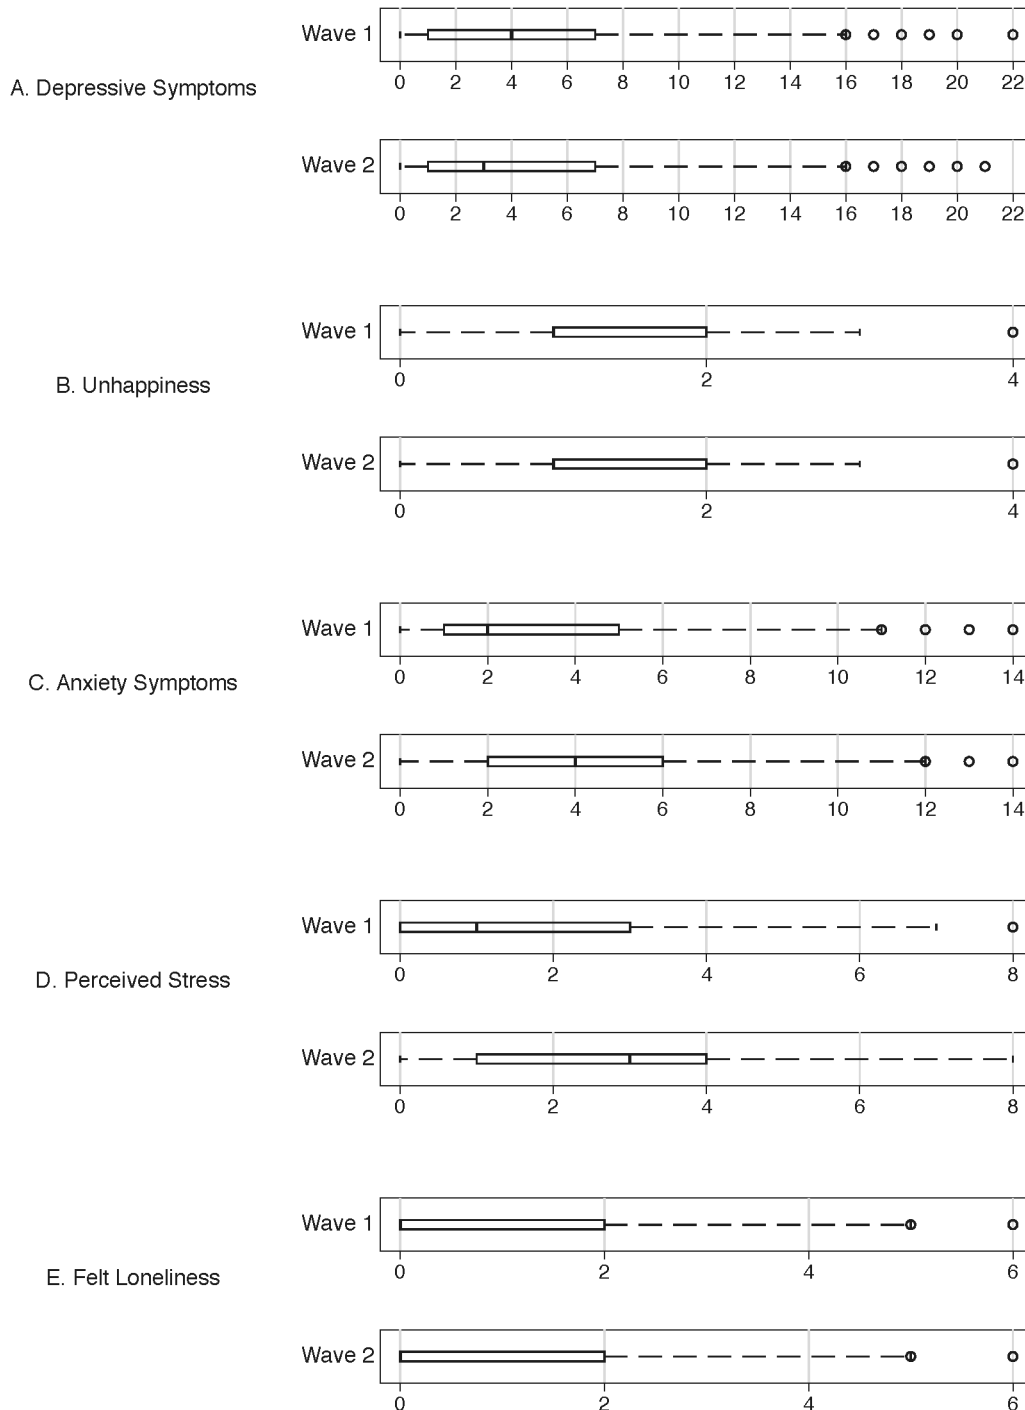 Wave 1
0 2 4 6 8 10 12 14 16 18 20 22
A. Depressive Symptoms
Wave 2
0 2 4 6 8 10 12 14 16 18 20 22
Wave 1
0 2 4
B. Unhappiness
Wave 2
0 2 4
Wave 1
0 2 4 6 8 10 12 14
C. Anxiety Symptoms
Wave 2
0 2 4 6 8 10 12 14
Wave 1
0 2 4 6 8
D. Perceived Stress
Wave 2
0 2 4 6 8
Wave 1
0 2 4 6
E. Felt Loneliness
Wave 2
0 2 4 6